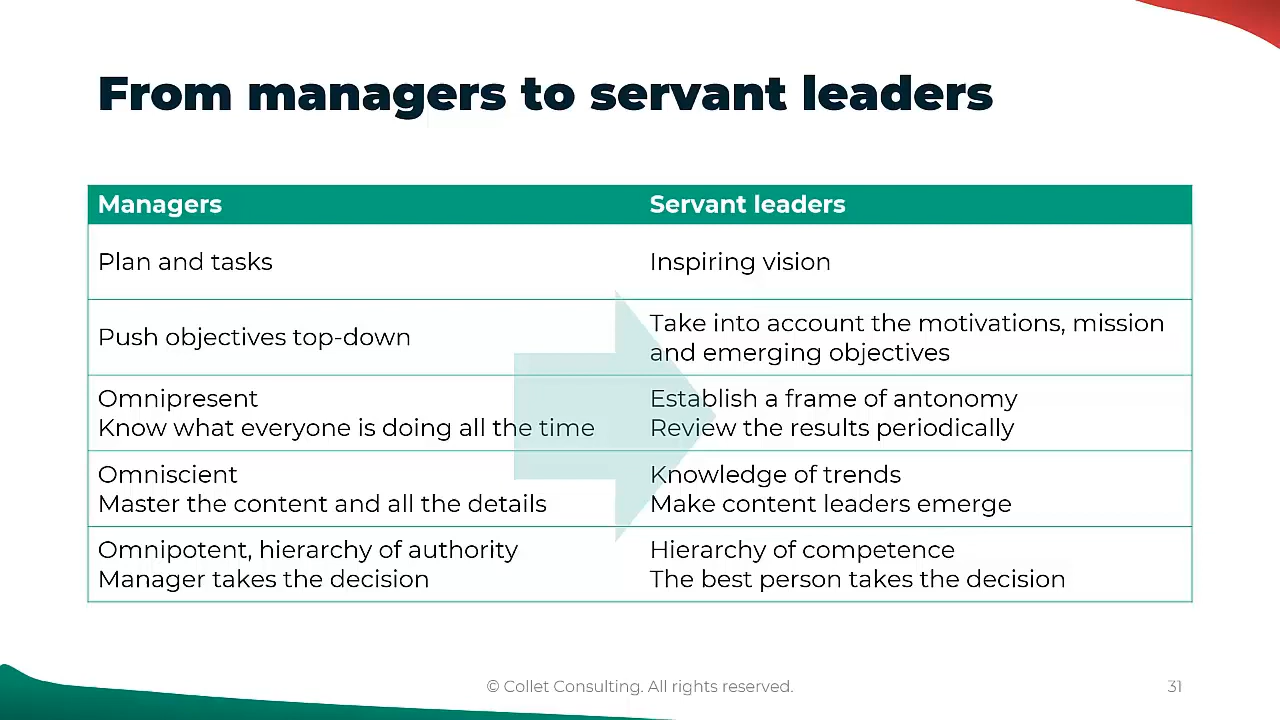 From managers to servant leaders
Managers
Servant leaders
Plan and tasks
Inspiring vision
Push objectives top-down
Take into account the motivations, mission
and emerging objectives
Omnipresent
Know what everyone is doing all the time
Establish a frame of antonomy
Review the results periodically
Omniscient
Master the content and all the details
Knowledge of trends
Make content leaders emerge
Omnipotent, hierarchy of authority
Manager takes the decision
Hierarchy of competence
The best person takes the decision
© Collet Consulting. All rights reserved.
31